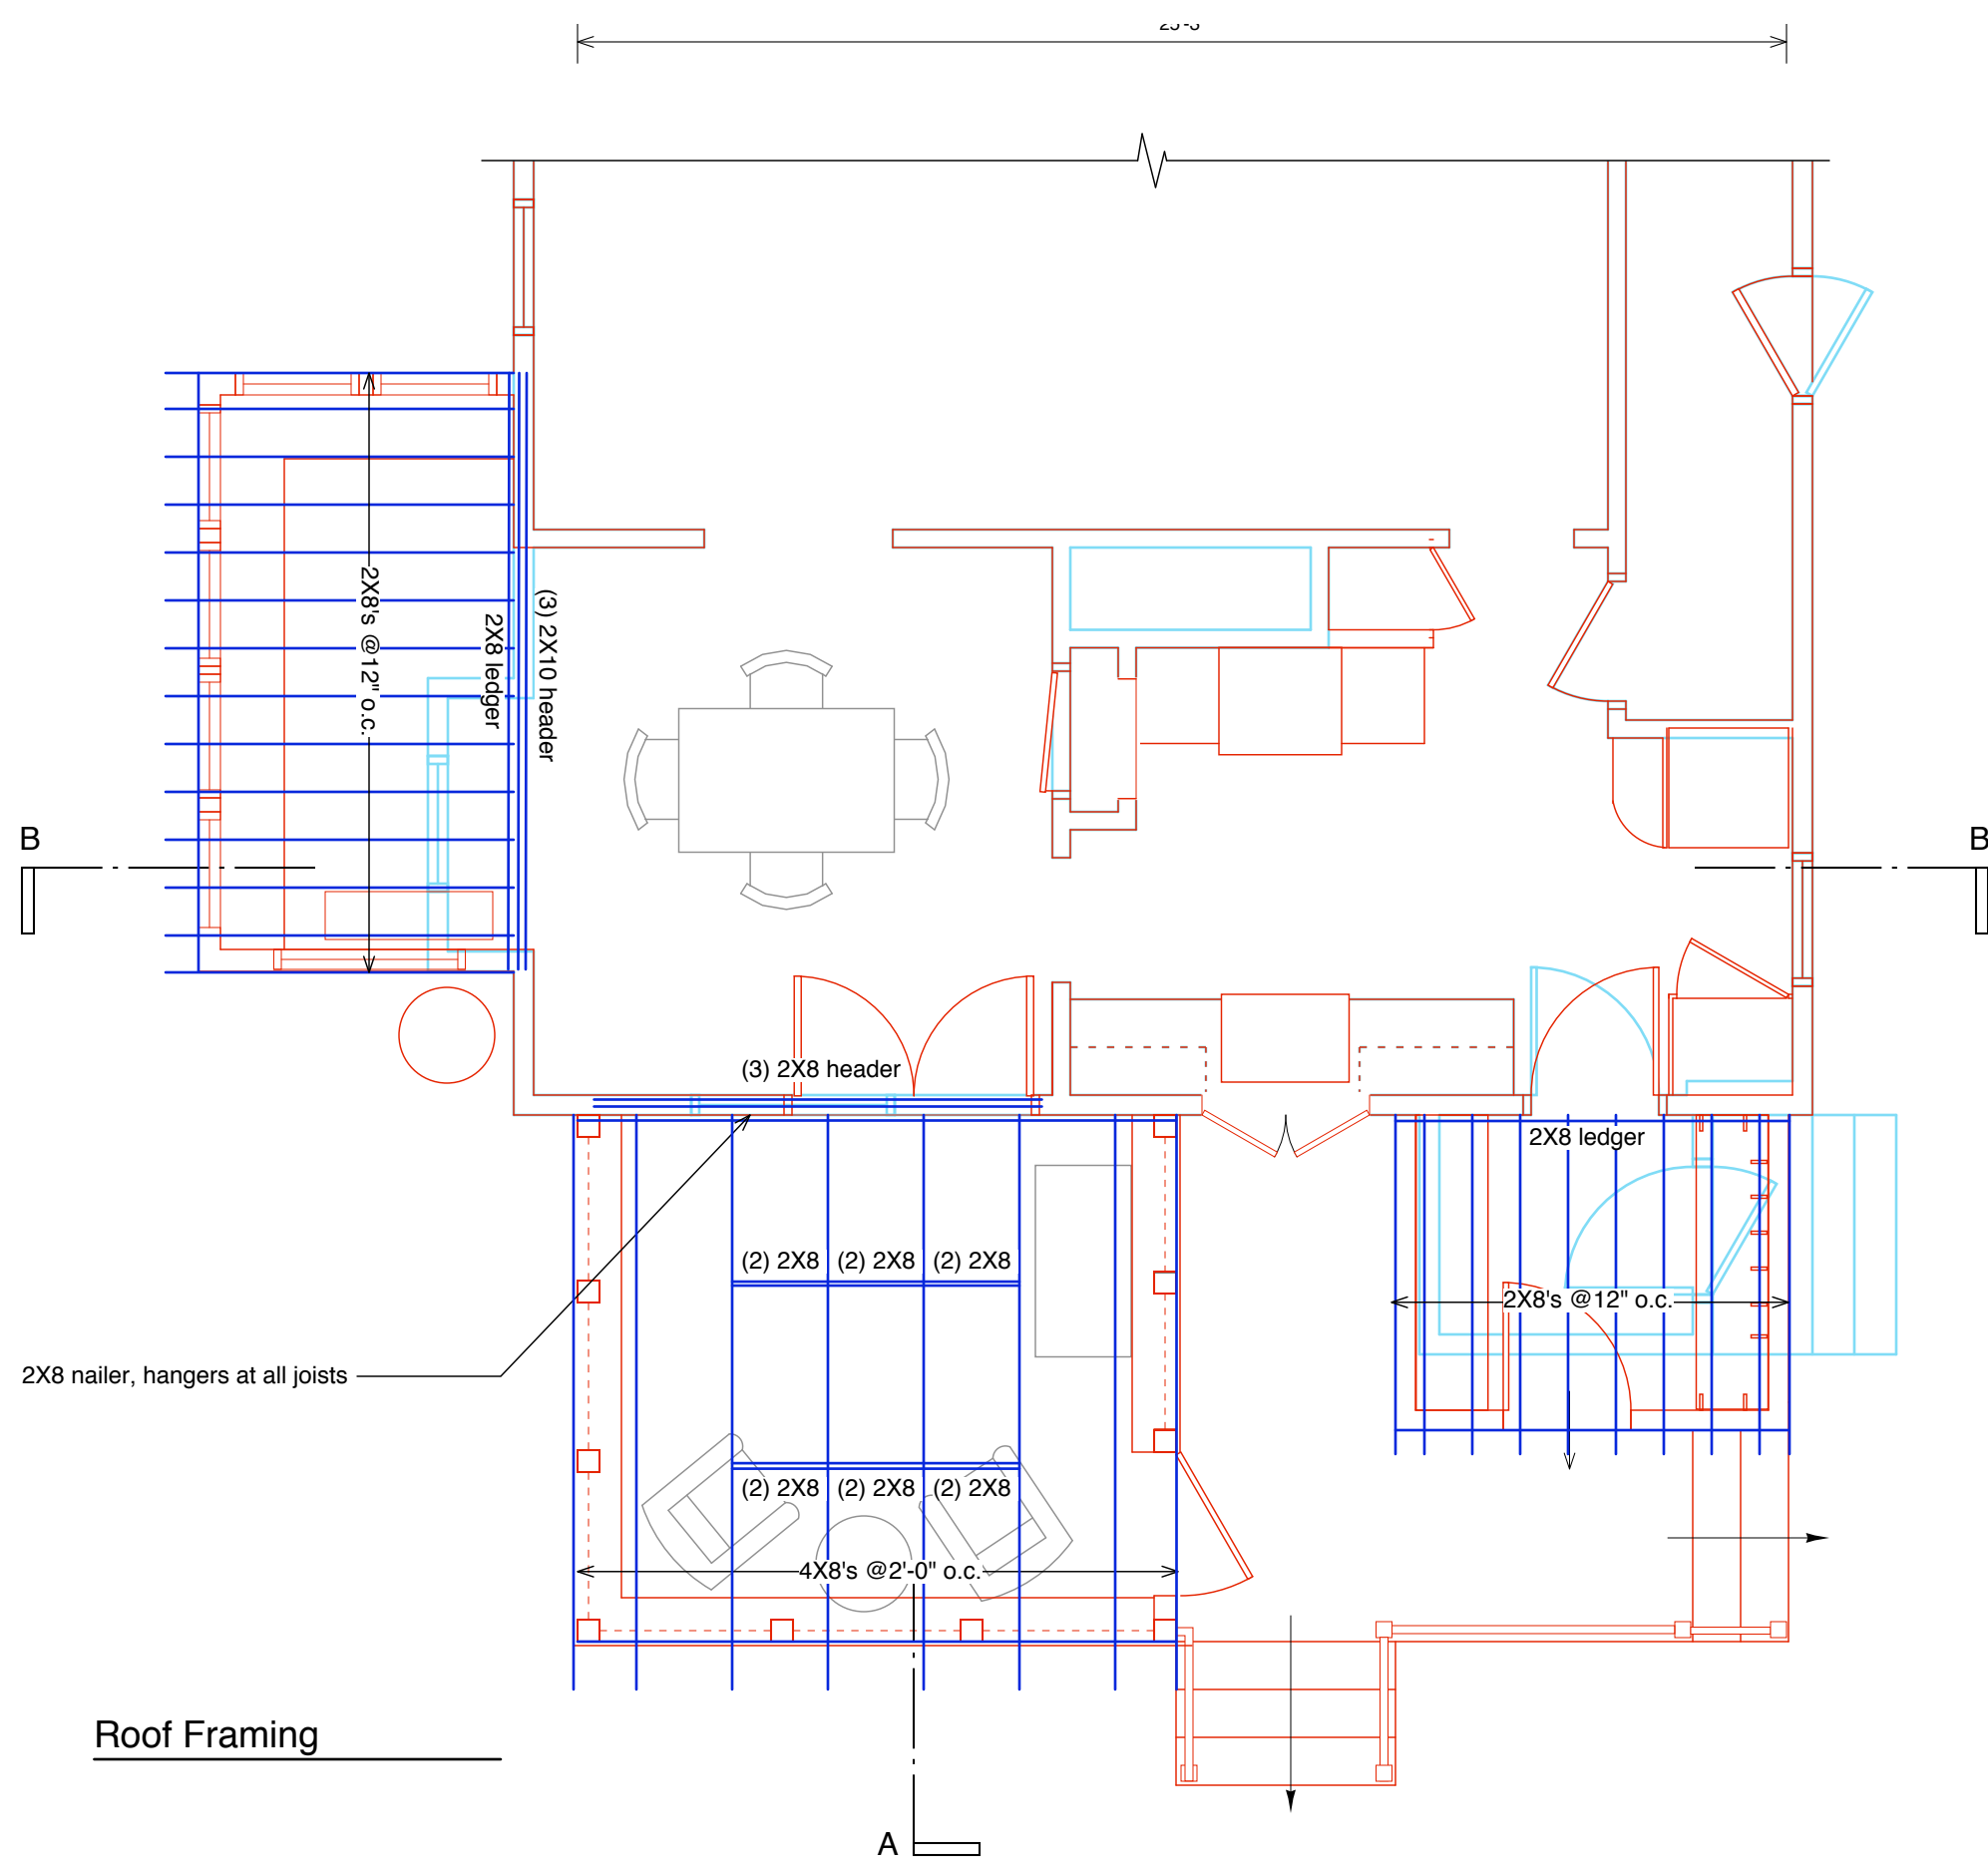 B
B
2X8's @12" o.c.
2X8 ledger
(3) 2X10 header
(3) 2X8 header
2X8 ledger
(2) 2X8 (2) 2X8 (2) 2X8
2X8's @12" o.c.
2X8 nailer, hangers at all joists
(2) 2X8 (2) 2X8 (2) 2X8
4X8's @2'-0" o.c.
Roof Framing
A